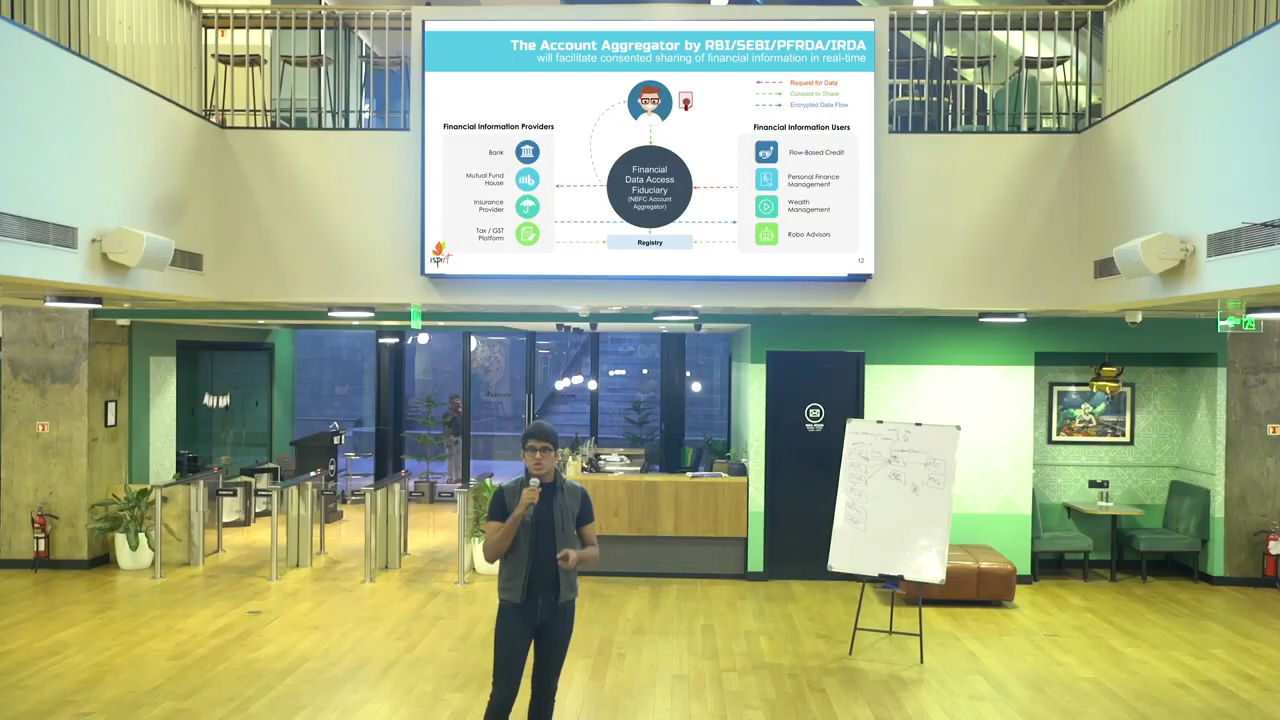 The Account Aggregator by RBI/SEBI/PFRDA/IRDA
will facilitate consented sharing of financial information in real-time
Request for Data
Consent to Share
Encrypted Data Flow
Financial Information Providers
Bank
Mutual Fund
House
Insurance
Provider
Tax / GST
Platform
Financial
Data Access
Fiduciary
(NBFC Account
Aggregator)
Registry
Financial Information Users
Flow-Based Credit
Personal Finance
Management
Wealth
Management
Robo Advisors
ispirt
12